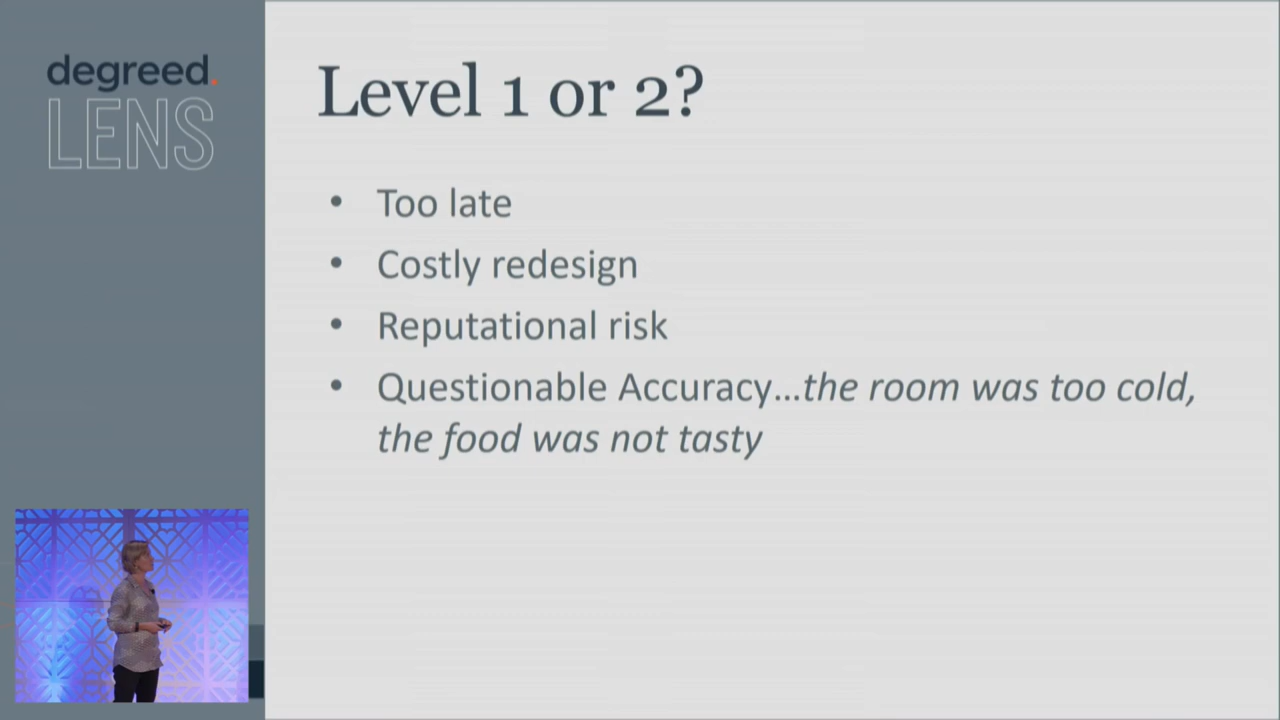 degreed.
LENS
Level 1 or 2?
• Too late
• Costly redesign
• Reputational risk
• Questionable Accuracy...the room was too cold,
the food was not tasty